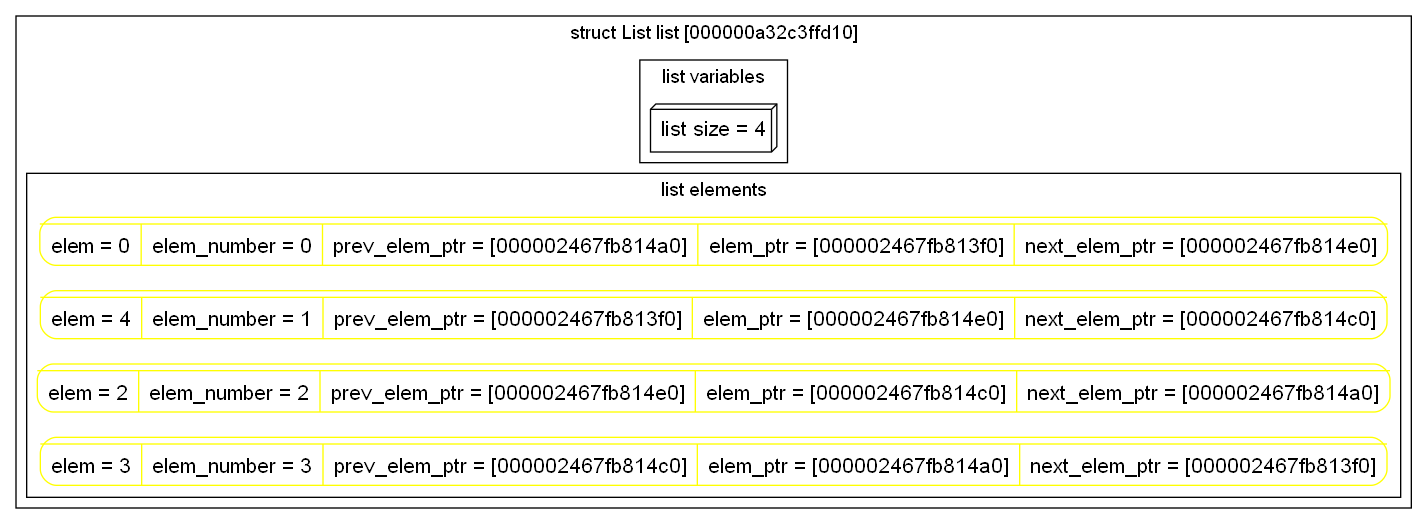 struct List list [000000a32c3ffd10]
list variables
list size = 4
list elements
elem = 0 elem_number = 0 prev_elem_ptr = [000002467fb814a0] elem_ptr = [000002467fb813f0] next_elem_ptr = [000002467fb814e0]
elem = 4 elem_number = 1 prev_elem_ptr = [000002467fb813f0] elem_ptr = [000002467fb814e0] next_elem_ptr = [000002467fb814c0]
elem = 2 elem_number = 2 prev_elem_ptr = [000002467fb814e0] elem_ptr = [000002467fb814c0] next_elem_ptr = [000002467fb814a0]
elem = 3 elem_number = 3 prev_elem_ptr = [000002467fb814c0] elem_ptr = [000002467fb814a0] next_elem_ptr = [000002467fb813f0]